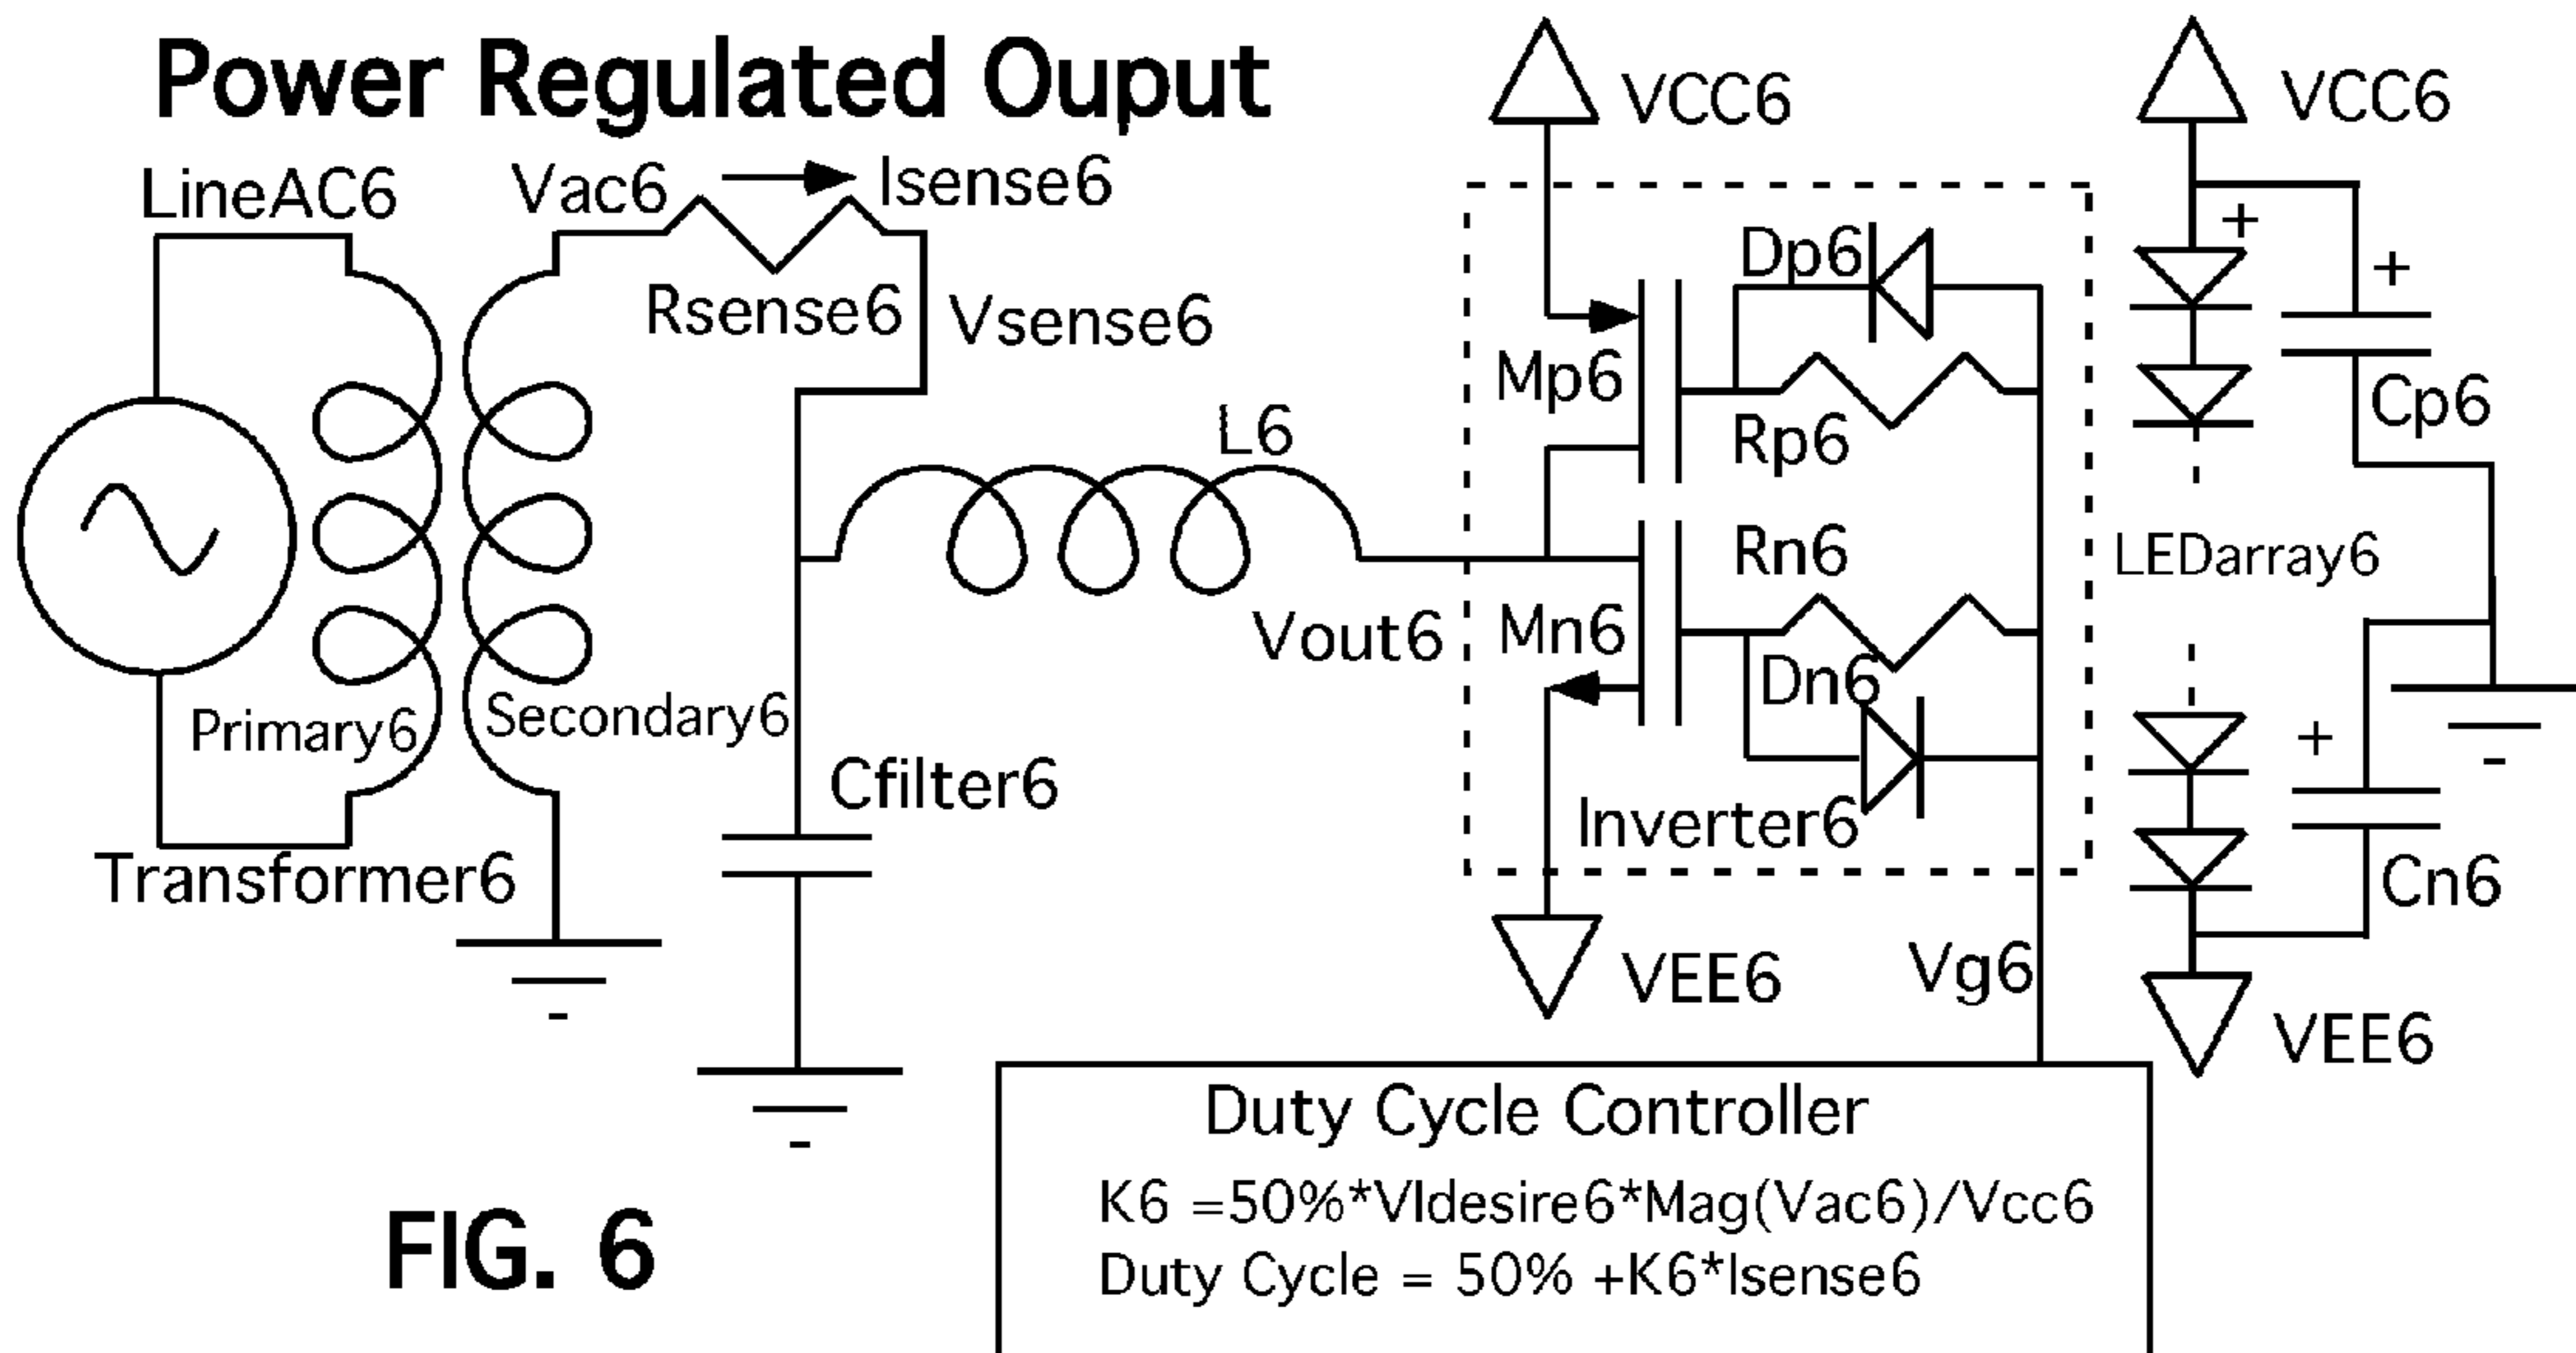 Power Regulated Ouput
VCC6
VCC6
LineAC6
Vac6
Isense6
+
Dp6
+
Rsense6
Vsense6
Mp6
Cp6
L6
Rp6
Rn6
LEDarray6
Vout6
Mn6
Dn6
Primary6
Secondary6
+
Cfilter6
Inverter6
Transformer6
Cn6
VEE6
Vg6
VEE6
Duty Cycle Controller
K6 =50%*VIdesire6*Mag(Vac6)/Vcc6
Duty Cycle = 50% +K6*Isense6
FIG. 6